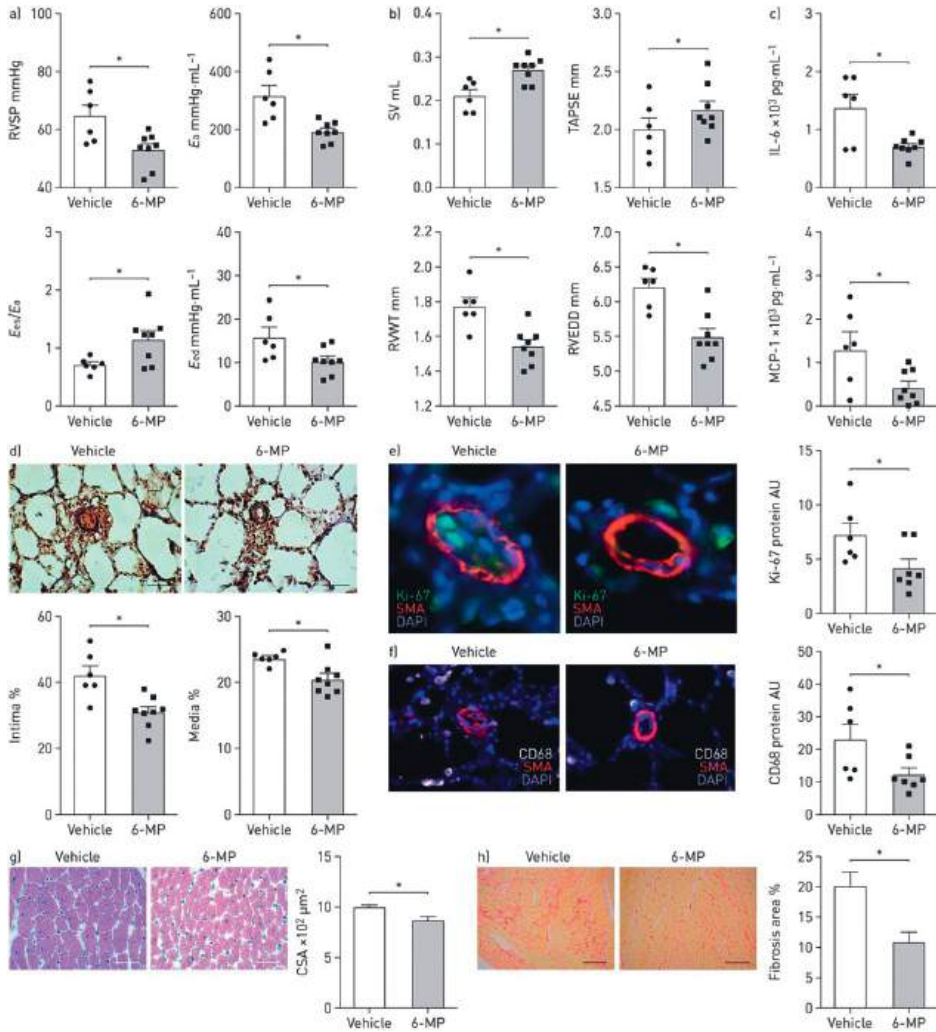 a)
RVSP mmHg
100
80
60
40
*
Vehicle 6-MP
Ea mmHg·mL−1
600
400
200
0
*
Vehicle 6-MP
b)
SV mL
0.4
0.3
0.2
0.1
0.0
*
Vehicle 6-MP
TAPSE mm
3.0
2.5
2.0
1.5
*
Vehicle 6-MP
c)
IL-6 ×10³ pg·mL−1
3
2
1
0
*
Vehicle 6-MP
Ees/Ea
3
2
1
0
*
Vehicle 6-MP
Eed mmHg·mL−1
40
30
20
10
0
*
Vehicle 6-MP
RVWT mm
2.2
2.0
1.8
1.6
1.4
1.2
*
Vehicle 6-MP
RVEDD mm
7.0
6.5
6.0
5.5
5.0
4.5
*
Vehicle 6-MP
MCP-1 ×10³ pg·mL−1
4
3
2
1
0
*
Vehicle 6-MP
d) Vehicle 6-MP
e) Vehicle 6-MP
Ki-67
SMA
DAPI
Ki-67
SMA
DAPI
Ki-67 protein AU
15
10
5
0
*
Vehicle 6-MP
Intima %
60
40
20
0
*
Vehicle 6-MP
Media %
30
20
10
0
*
Vehicle 6-MP
f) Vehicle 6-MP
CD68
SMA
DAPI
CD68
SMA
DAPI
CD68 protein AU
50
40
30
20
10
0
*
Vehicle 6-MP
g) Vehicle 6-MP
CSA ×10² µm²
15
10
5
0
*
Vehicle 6-MP
h) Vehicle 6-MP
Fibrosis area %
25
20
15
10
5
0
*
Vehicle 6-MP